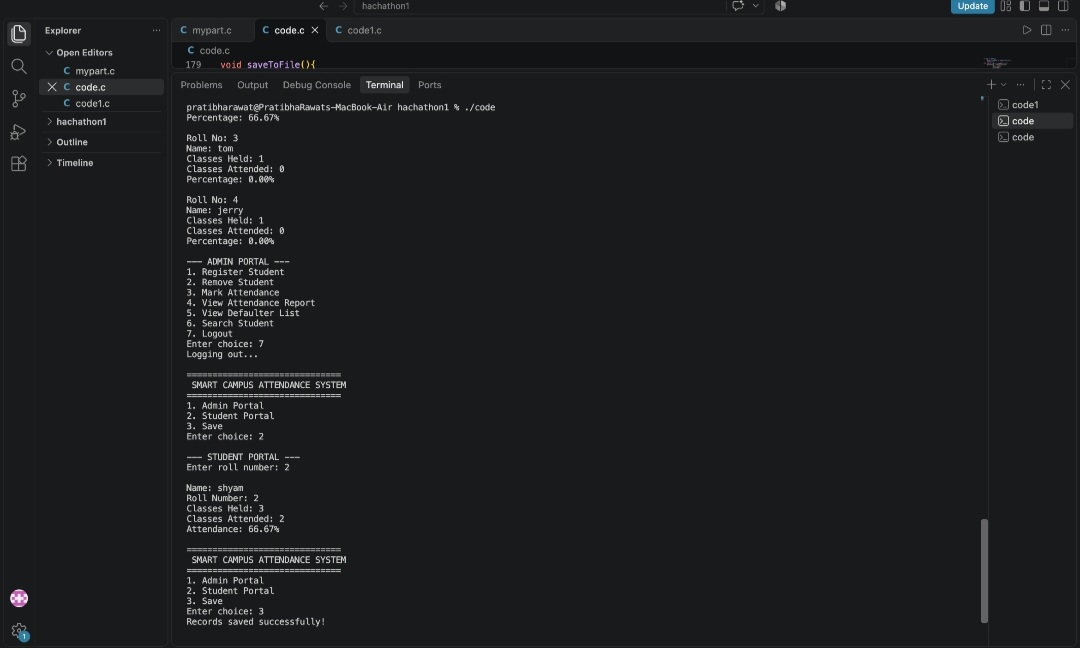 hachathon1
Update
Explorer
Open Editors
mypart.c
code.c
code1.c
hachathon1
Outline
Timeline
1
mypart.c
code.c
code1.c
code.c
179 void saveToFile(){
Problems
Output
Debug Console
Terminal
Ports
pratibharawat@PratibhaRawats-MacBook-Air hachathon1 % ./code
Percentage: 66.67%
Roll No: 3
Name: tom
Classes Held: 1
Classes Attended: 0
Percentage: 0.00%
Roll No: 4
Name: jerry
Classes Held: 1
Classes Attended: 0
Percentage: 0.00%
--- ADMIN PORTAL ---
1. Register Student
2. Remove Student
3. Mark Attendance
4. View Attendance Report
5. View Defaulter List
6. Search Student
7. Logout
Enter choice: 7
Logging out...
==============================
SMART CAMPUS ATTENDANCE SYSTEM
==============================
1. Admin Portal
2. Student Portal
3. Save
Enter choice: 2
--- STUDENT PORTAL ---
Enter roll number: 2
Name: shyam
Roll Number: 2
Classes Held: 3
Classes Attended: 2
Attendance: 66.67%
==============================
SMART CAMPUS ATTENDANCE SYSTEM
==============================
1. Admin Portal
2. Student Portal
3. Save
Enter choice: 3
Records saved successfully!
code1
code
code